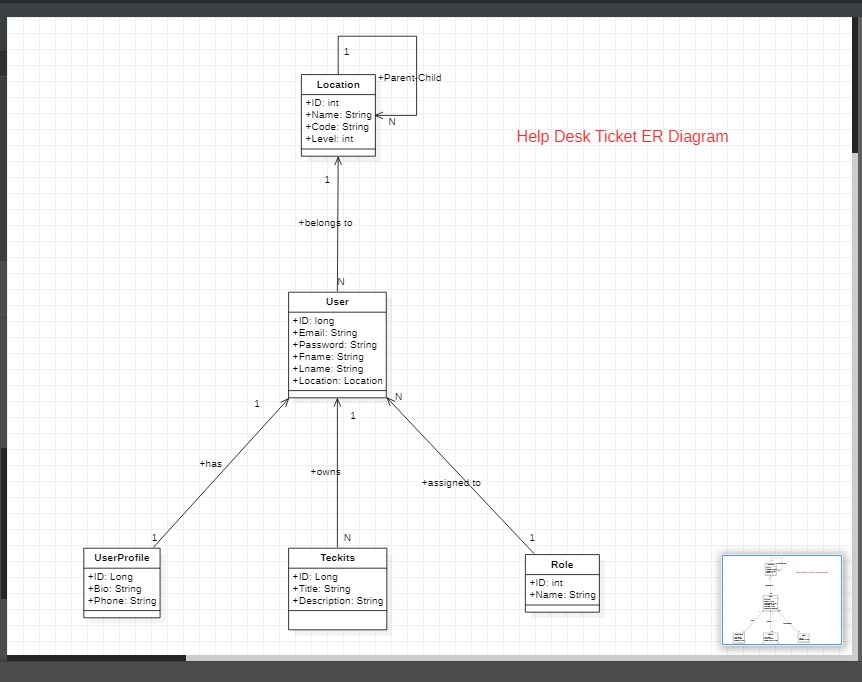 1
+Parent-Child
Location
+ID: int
+Name: String
+Code: String
+Level: int
N
Help Desk Ticket ER Diagram
1
+belongs to
N
User
+ID: long
+Email: String
+Password: String
+Fname: String
+Lname: String
+Location: Location
1
1
N
+has
+owns
+assigned to
1
N
1
UserProfile
+ID: Long
+Bio: String
+Phone: String
Teckits
+ID: Long
+Title: String
+Description: String
Role
+ID: int
+Name: String